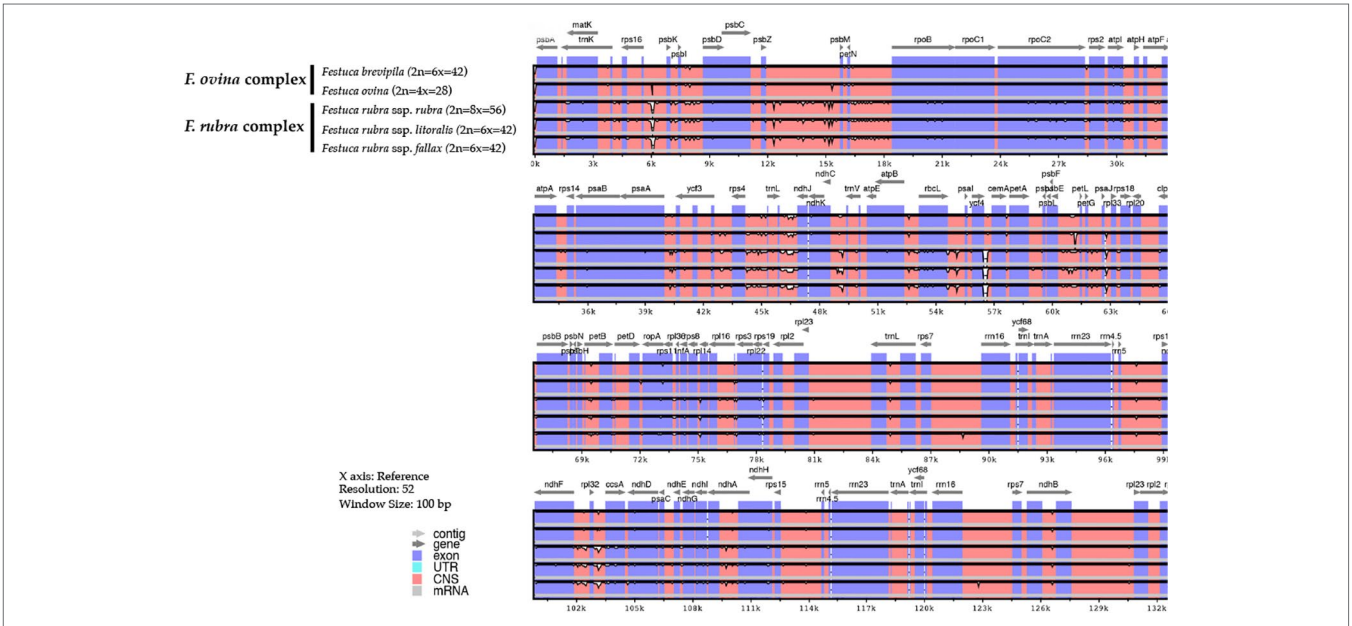 matK psbC
psbA trnK rps16 psbK psbD psbZ psbM rpoB rpoC1 rpoC2 rps2 atpI atpH atpF
psbI petN
F. ovina complex
Festuca brevipila (2n=6x=42)
Festuca ovina (2n=4x=28)
F. rubra complex
Festuca rubra ssp. rubra (2n=8x=56)
Festuca rubra ssp. litoralis (2n=6x=42)
Festuca rubra ssp. fallax (2n=6x=42)
0k 3k 6k 9k 12k 15k 18k 21k 24k 27k 30k
ndhC atpB psbF
atpA rps14 psaB psaA ycf3 rps4 trnL ndhJ trnV atpE rbcL psaI cemA petA psbE petL psaJ rps18 clp
ndhK ycf4 psbL petG rpl33 rpl20
36k 39k 42k 45k 48k 51k 54k 57k 60k 63k 6
rpl23 ycf68
psbB psbN petB petD rpoA rpl36 rps8 rpl16 rps3 rps19 rpl2 trnL rps7 rrn16 trnI trnA rrn23 rrn4.5 rps1
psbH rps11 infA rpl14 rpl22 rrn5
69k 72k 75k 78k 81k 84k 87k 90k 93k 96k 99
X axis: Reference
Resolution: 52
Window Size: 100 bp
ndhH ycf68
ndhF rpl32 ccsA ndhD ndhE ndhI ndhA rps15 rrn5 rrn23 trnA trnI rrn16 rps7 ndhB rpl23 rpl2
psaC ndhG rrn4.5
102k 105k 108k 111k 114k 117k 120k 123k 126k 129k 132k
contig
gene
exon
UTR
CNS
mRNA